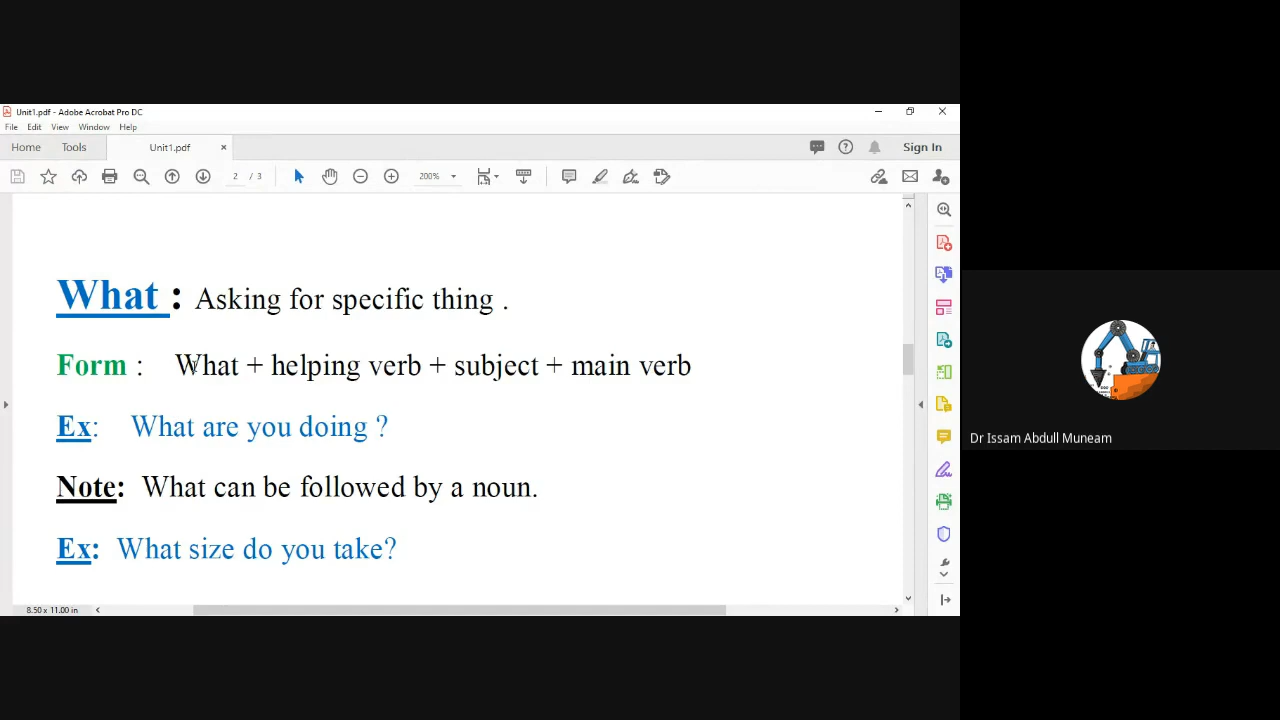 Unit1.pdf - Adobe Acrobat Pro DC
File Edit View Window Help
Home Tools Unit1.pdf × Sign In
2 / 3 200%
What : Asking for specific thing .
Form : What + helping verb + subject + main verb
Ex: What are you doing ?
Note: What can be followed by a noun.
Ex: What size do you take?
8.50 x 11.00 in
Dr Issam Abdull Muneam